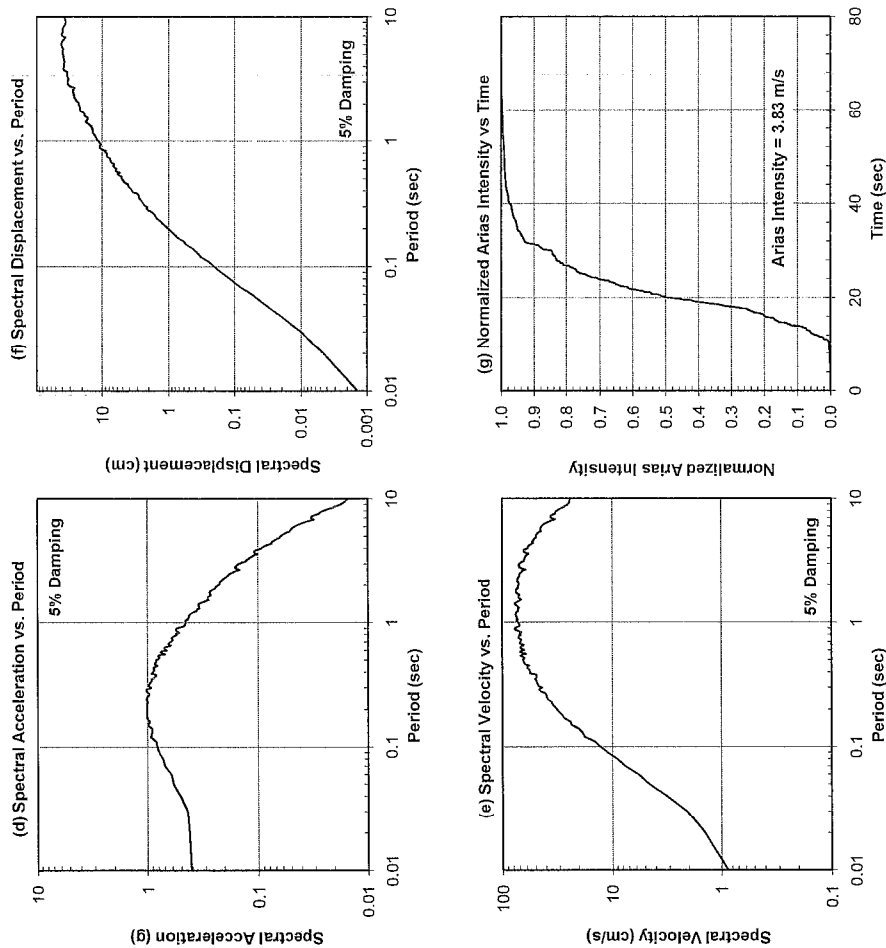 (d) Spectral Acceleration vs. Period
5% Damping
Spectral Acceleration (g)
10
1
0.1
0.01
0.01
0.1
1
10
Period (sec)
(f) Spectral Displacement vs. Period
5% Damping
Spectral Displacement (cm)
10
1
0.1
0.01
0.001
0.01
0.1
1
10
Period (sec)
(e) Spectral Velocity vs. Period
5% Damping
Spectral Velocity (cm/s)
100
10
1
0.1
0.01
0.1
1
10
Period (sec)
(g) Normalized Arias Intensity vs Time
Arias Intensity = 3.83 m/s
Normalized Arias Intensity
1.0
0.9
0.8
0.7
0.6
0.5
0.4
0.3
0.2
0.1
0.0
0
20
40
60
80
Time (sec)